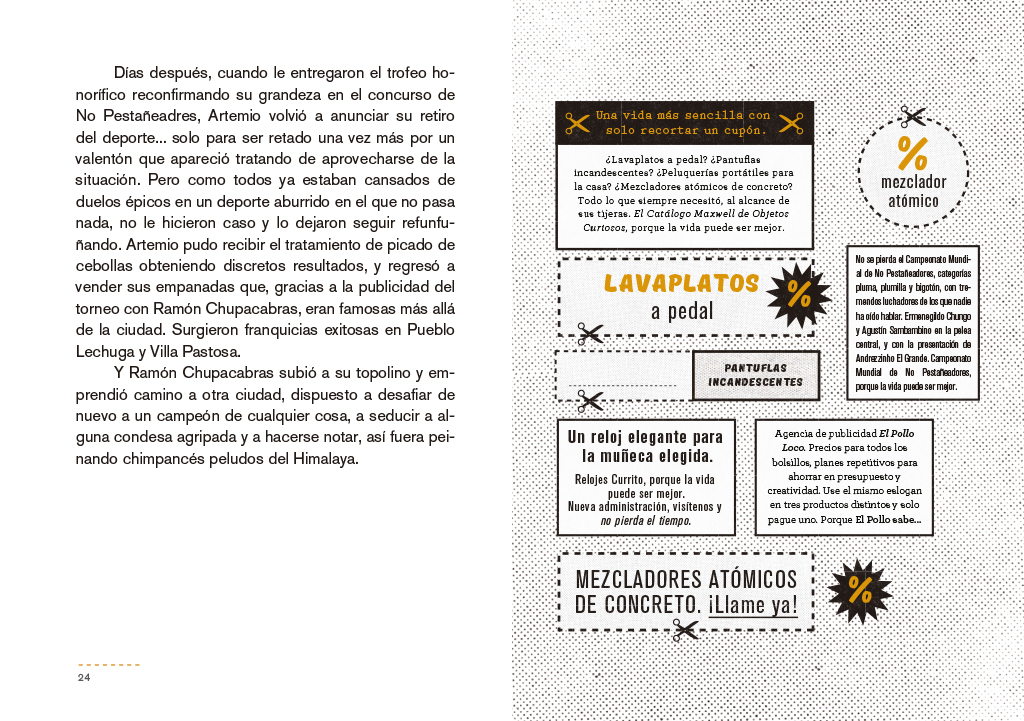 Días después, cuando le entregaron el trofeo ho-
norífico reconfirmando su grandeza en el concurso de
No Pestañeadres, Artemio volvió a anunciar su retiro
del deporte... solo para ser retado una vez más por un
valentón que apareció tratando de aprovecharse de la
situación. Pero como todos ya estaban cansados de
duelos épicos en un deporte aburrido en el que no pasa
nada, no le hicieron caso y lo dejaron seguir refunfu-
ñando. Artemio pudo recibir el tratamiento de picado de
cebollas obteniendo discretos resultados, y regresó a
vender sus empanadas que, gracias a la publicidad del
torneo con Ramón Chupacabras, eran famosas más allá
de la ciudad. Surgieron franquicias exitosas en Pueblo
Lechuga y Villa Pastosa.
Y Ramón Chupacabras subió a su topolino y em-
prendió camino a otra ciudad, dispuesto a desafiar de
nuevo a un campeón de cualquier cosa, a seducir a al-
guna condesa agripada y a hacerse notar, así fuera pei-
nando chimpancés peludos del Himalaya.
24
Una vida más sencilla con
solo recortar un cupón.
¿Lavaplatos a pedal? ¿Pantuflas
incandescentes? ¿Peluquerías portátiles para
la casa? ¿Mezcladores atómicos de concreto?
Todo lo que siempre necesitó, al alcance de
sus tijeras. El Catálogo Maxwell de Objetos
Curiosos, porque la vida puede ser mejor.
%
mezclador
atómico
LAVAPLATOS
a pedal
%
No se pierda el Campeonato Mundi-
al de No Pestañeadores, categorías
pluma, plumilla y bigotón, con tre-
mendos luchadores de los que nadie
ha oído hablar. Ermenegildo Chungo
y Agustín Sambambino en la pelea
central, y con la presentación de
Andrezzinho El Grande. Campeonato
Mundial de No Pestañeadores,
porque la vida puede ser mejor.
PANTUFLAS
INCANDESCENTES
Un reloj elegante para
la muñeca elegida.
Relojes Currito, porque la vida
puede ser mejor.
Nueva administración, visítenos y
no pierda el tiempo.
Agencia de publicidad El Pollo
Loco. Precios para todos los
bolsillos, planes repetitivos para
ahorrar en presupuesto y
creatividad. Use el mismo eslogan
en tres productos distintos y solo
pague uno. Porque El Pollo sabe...
MEZCLADORES ATÓMICOS
DE CONCRETO. ¡Llame ya!
%